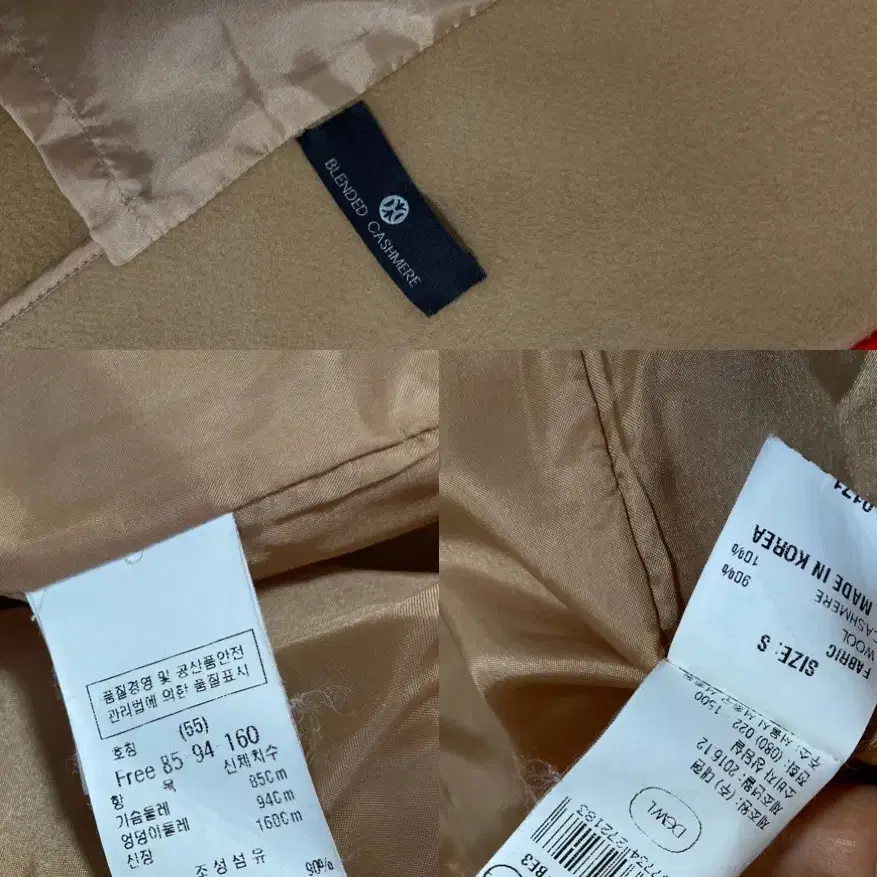 BLENDED CASHMERE
품질경영 및 공산품안전
관리법에 의한 품질표시
호칭 (55)
Free 85-94-160
항 목 신체치수
가슴둘레 85Cm
엉덩이둘레 94Cm
신장 160Cm
조성섬유
90%
0171
MADE IN KOREA
10%
90%
CASHMERE
WOOL
FABRIC
SIZE: S
1500
전화: (080) 022
소비자 상담실
제조년월: 2016.12
제조원: (주) 대현
DCWL
BE3